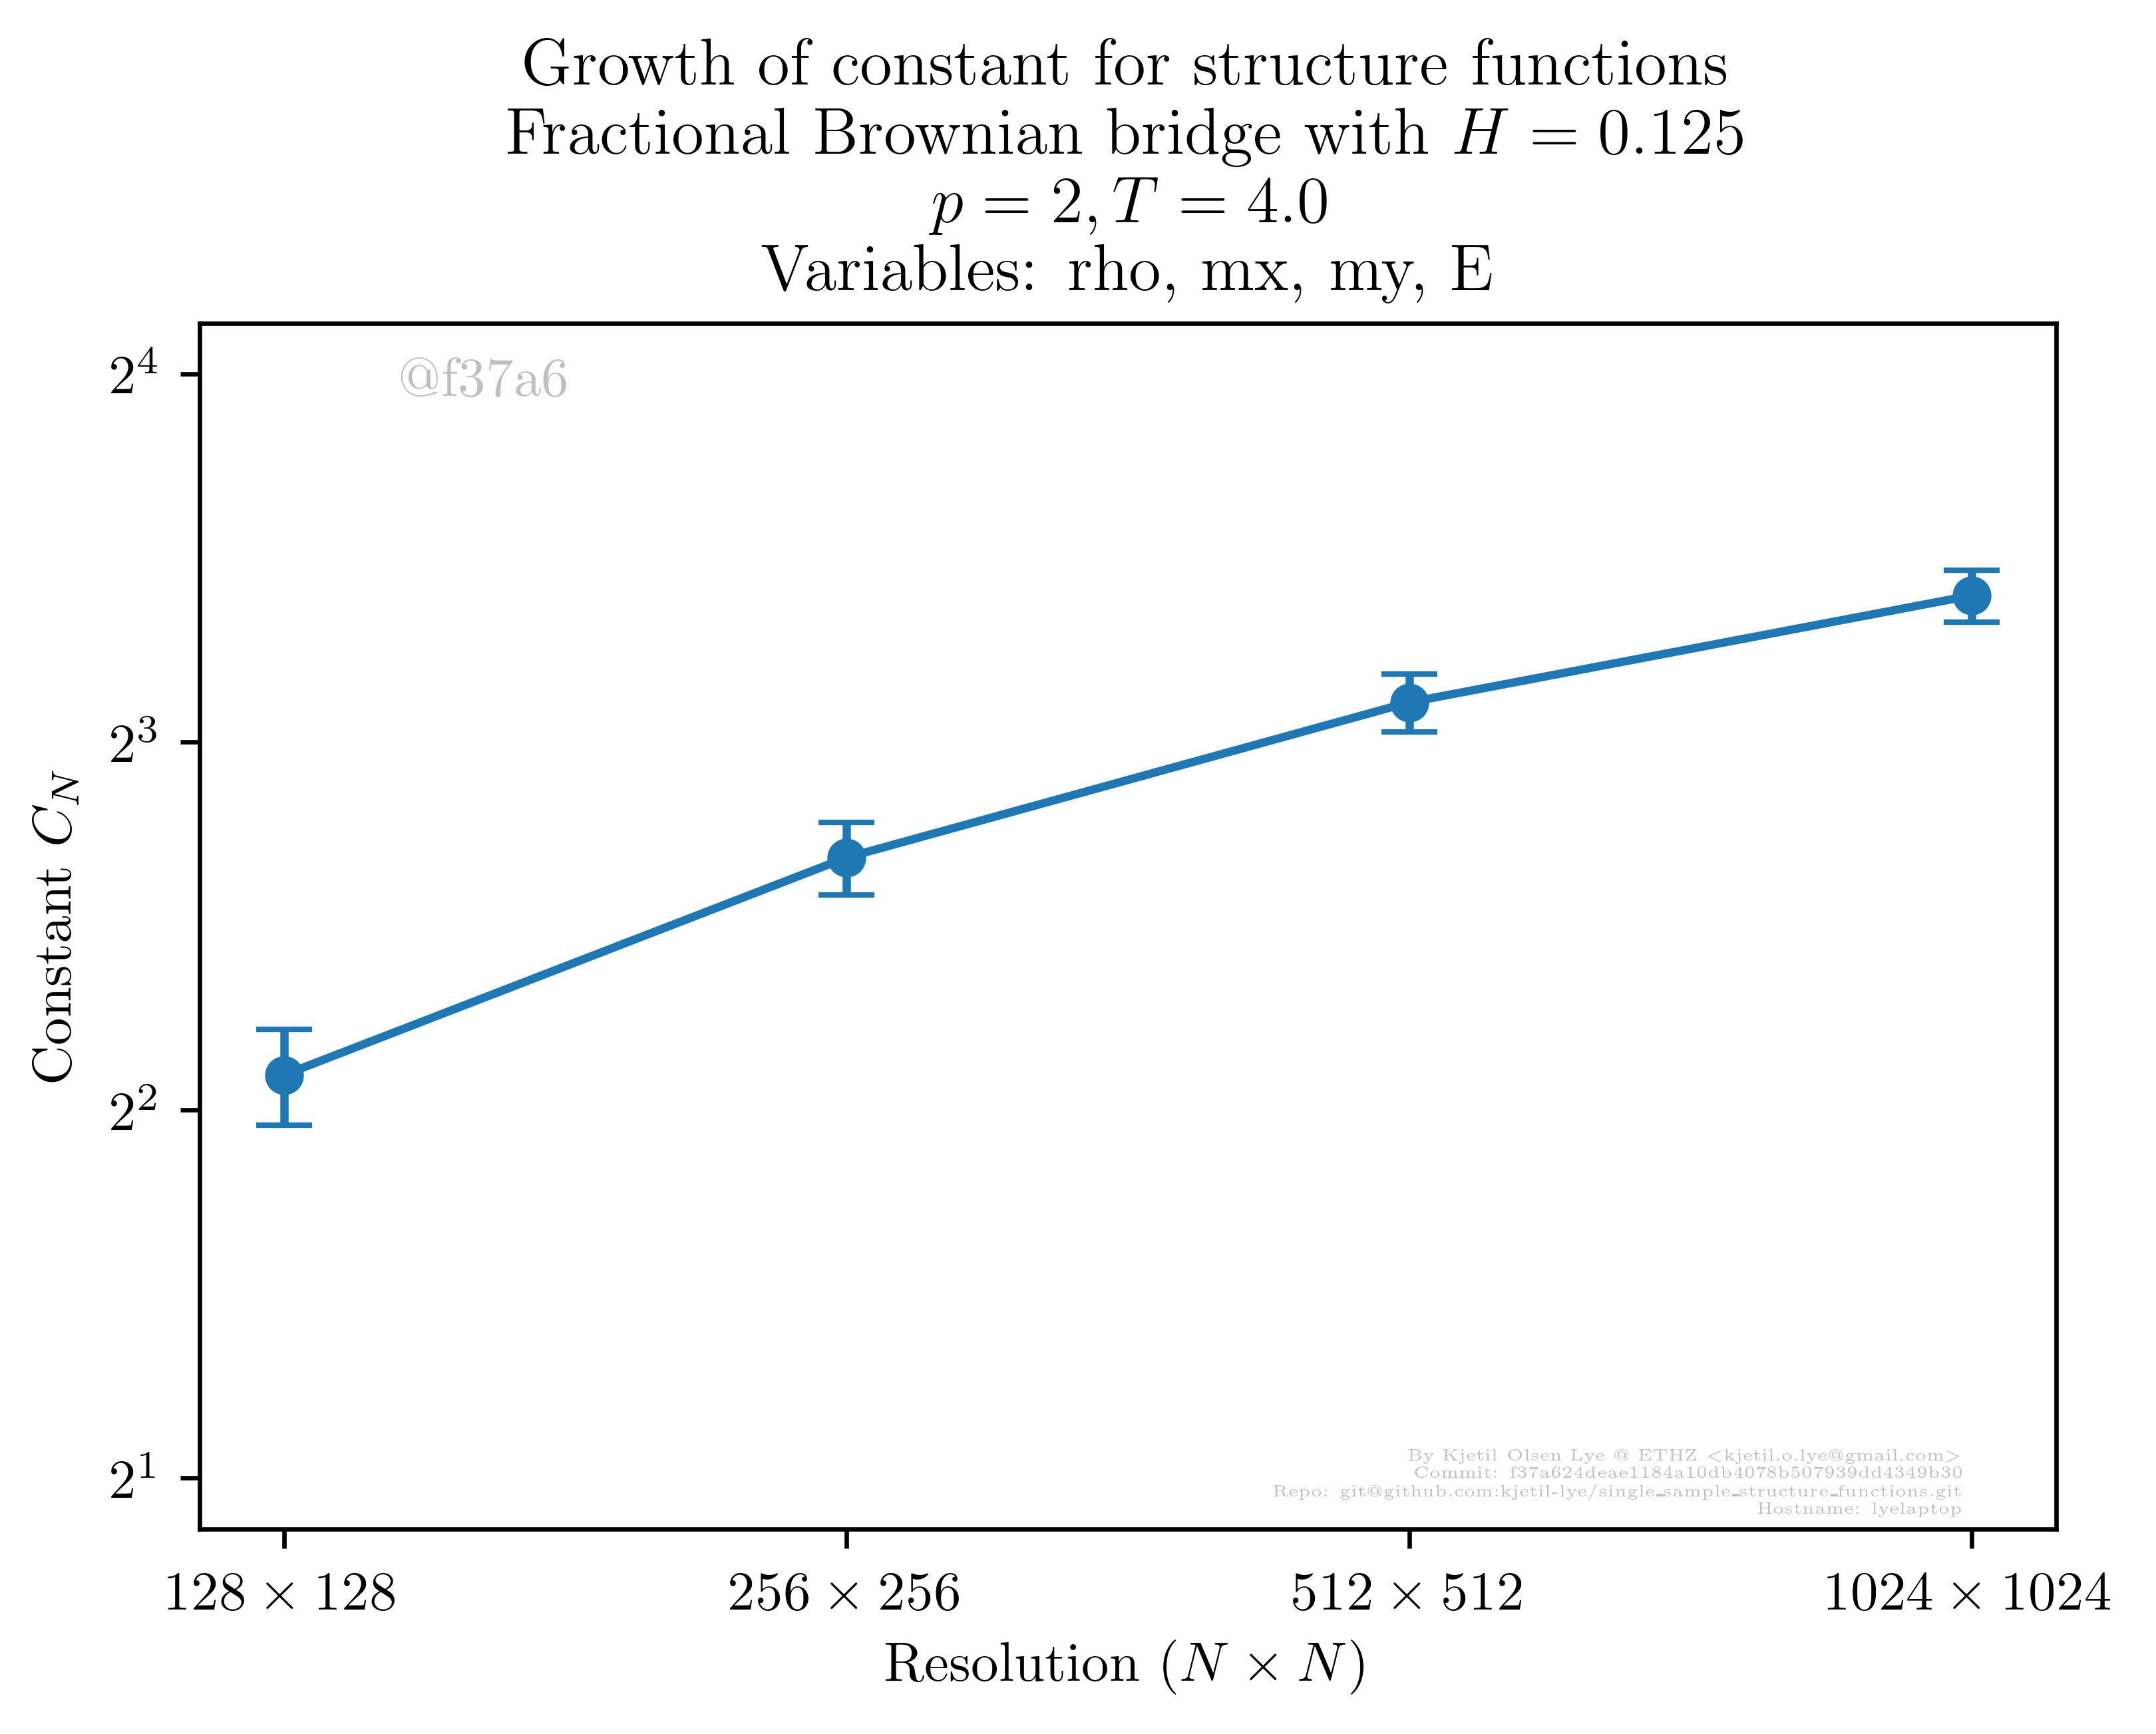 Growth of constant for structure functions
Fractional Brownian bridge with H = 0.125
p = 2, T = 4.0
Variables: rho, mx, my, E
@f37a6
2^4
2^3
2^2
2^1
Constant C_N
By Kjetil Olsen Lye @ ETHZ <kjetil.o.lye@gmail.com>
Commit: f37a624deae1184a10db4078b507939dd4349b30
Repo: git@github.com:kjetil-lye/single_sample_structure_functions.git
Hostname: lyelaptop
128 × 128 256 × 256 512 × 512 1024 × 1024
Resolution (N × N)